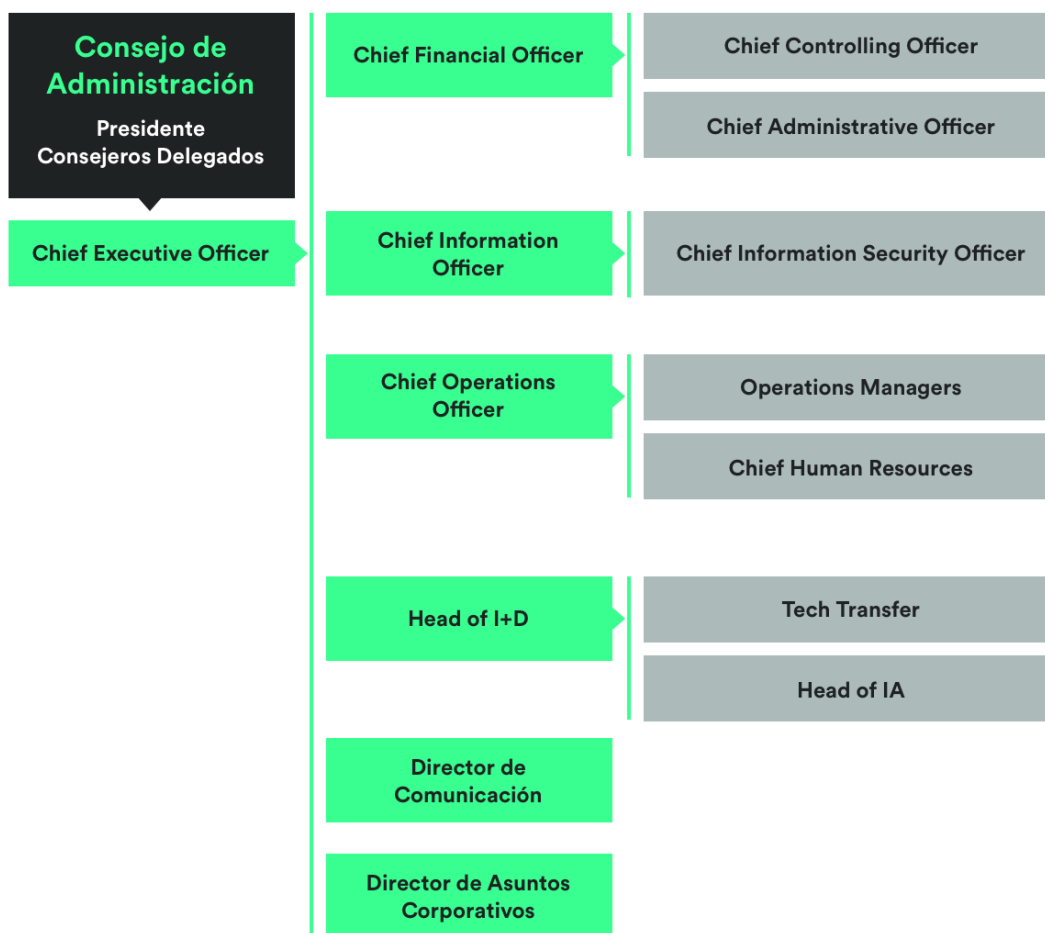 Consejo de
Administración
Presidente
Consejeros Delegados
Chief Executive Officer
Chief Financial Officer
Chief Controlling Officer
Chief Administrative Officer
Chief Information
Officer
Chief Information Security Officer
Chief Operations
Officer
Operations Managers
Chief Human Resources
Head of I+D
Tech Transfer
Head of IA
Director de
Comunicación
Director de Asuntos
Corporativos